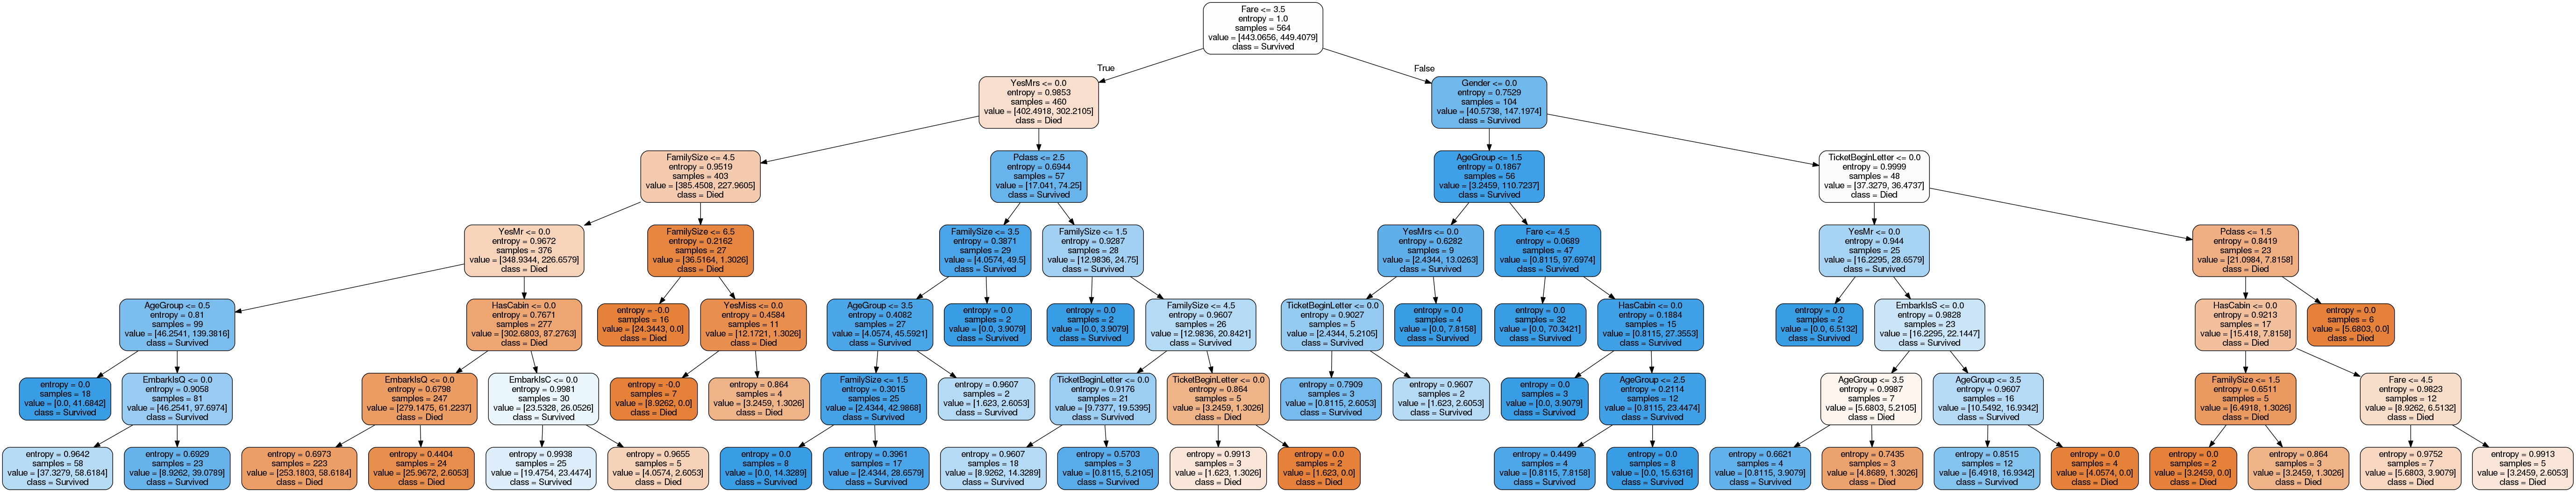 Fare <= 3.5
entropy = 1.0
samples = 564
value = [443.0656, 449.4079]
class = Survived
True
False
YesMrs <= 0.0
entropy = 0.9853
samples = 460
value = [402.4918, 302.2105]
class = Died
Gender <= 0.0
entropy = 0.7529
samples = 104
value = [40.5738, 147.1974]
class = Survived
FamilySize <= 4.5
entropy = 0.9519
samples = 403
value = [385.4508, 227.9605]
class = Died
Pclass <= 2.5
entropy = 0.6944
samples = 57
value = [17.041, 74.25]
class = Survived
AgeGroup <= 1.5
entropy = 0.1867
samples = 56
value = [3.2459, 110.7237]
class = Survived
TicketBeginLetter <= 0.0
entropy = 0.9999
samples = 48
value = [37.3279, 36.4737]
class = Died
YesMr <= 0.0
entropy = 0.9672
samples = 376
value = [348.9344, 226.6579]
class = Died
FamilySize <= 6.5
entropy = 0.2162
samples = 27
value = [36.5164, 1.3026]
class = Died
FamilySize <= 3.5
entropy = 0.3871
samples = 29
value = [4.0574, 49.5]
class = Survived
FamilySize <= 1.5
entropy = 0.9287
samples = 28
value = [12.9836, 24.75]
class = Survived
YesMrs <= 0.0
entropy = 0.6282
samples = 9
value = [2.4344, 13.0263]
class = Survived
Fare <= 4.5
entropy = 0.0689
samples = 47
value = [0.8115, 97.6974]
class = Survived
YesMr <= 0.0
entropy = 0.944
samples = 25
value = [16.2295, 28.6579]
class = Survived
Pclass <= 1.5
entropy = 0.8419
samples = 23
value = [21.0984, 7.8158]
class = Died
AgeGroup <= 0.5
entropy = 0.81
samples = 99
value = [46.2541, 139.3816]
class = Survived
HasCabin <= 0.0
entropy = 0.7671
samples = 277
value = [302.6803, 87.2763]
class = Died
entropy = -0.0
samples = 16
value = [24.3443, 0.0]
class = Died
YesMiss <= 0.0
entropy = 0.4584
samples = 11
value = [12.1721, 1.3026]
class = Died
AgeGroup <= 3.5
entropy = 0.4082
samples = 27
value = [4.0574, 45.5921]
class = Survived
entropy = 0.0
samples = 2
value = [0.0, 3.9079]
class = Survived
entropy = 0.0
samples = 2
value = [0.0, 3.9079]
class = Survived
FamilySize <= 4.5
entropy = 0.9607
samples = 26
value = [12.9836, 20.8421]
class = Survived
TicketBeginLetter <= 0.0
entropy = 0.9027
samples = 5
value = [2.4344, 5.2105]
class = Survived
entropy = 0.0
samples = 4
value = [0.0, 7.8158]
class = Survived
entropy = 0.0
samples = 32
value = [0.0, 70.3421]
class = Survived
HasCabin <= 0.0
entropy = 0.1884
samples = 15
value = [0.8115, 27.3553]
class = Survived
entropy = 0.0
samples = 2
value = [0.0, 6.5132]
class = Survived
EmbarkIsS <= 0.0
entropy = 0.9828
samples = 23
value = [16.2295, 22.1447]
class = Survived
HasCabin <= 0.0
entropy = 0.9213
samples = 17
value = [15.418, 7.8158]
class = Died
entropy = 0.0
samples = 6
value = [5.6803, 0.0]
class = Died
entropy = 0.0
samples = 18
value = [0.0, 41.6842]
class = Survived
EmbarkIsQ <= 0.0
entropy = 0.9058
samples = 81
value = [46.2541, 97.6974]
class = Survived
EmbarkIsQ <= 0.0
entropy = 0.6798
samples = 247
value = [279.1475, 61.2237]
class = Died
EmbarkIsC <= 0.0
entropy = 0.9981
samples = 30
value = [23.5328, 26.0526]
class = Survived
entropy = -0.0
samples = 7
value = [8.9262, 0.0]
class = Died
entropy = 0.864
samples = 4
value = [3.2459, 1.3026]
class = Died
FamilySize <= 1.5
entropy = 0.3015
samples = 25
value = [2.4344, 42.9868]
class = Survived
entropy = 0.9607
samples = 2
value = [1.623, 2.6053]
class = Survived
TicketBeginLetter <= 0.0
entropy = 0.9176
samples = 21
value = [9.7377, 19.5395]
class = Survived
TicketBeginLetter <= 0.0
entropy = 0.864
samples = 5
value = [3.2459, 1.3026]
class = Died
entropy = 0.7909
samples = 3
value = [0.8115, 2.6053]
class = Survived
entropy = 0.9607
samples = 2
value = [1.623, 2.6053]
class = Survived
entropy = 0.0
samples = 3
value = [0.0, 3.9079]
class = Survived
AgeGroup <= 2.5
entropy = 0.2114
samples = 12
value = [0.8115, 23.4474]
class = Survived
AgeGroup <= 3.5
entropy = 0.9987
samples = 7
value = [5.6803, 5.2105]
class = Died
AgeGroup <= 3.5
entropy = 0.9607
samples = 16
value = [10.5492, 16.9342]
class = Survived
FamilySize <= 1.5
entropy = 0.6511
samples = 5
value = [6.4918, 1.3026]
class = Died
Fare <= 4.5
entropy = 0.9823
samples = 12
value = [8.9262, 6.5132]
class = Died
entropy = 0.9642
samples = 58
value = [37.3279, 58.6184]
class = Survived
entropy = 0.6929
samples = 23
value = [8.9262, 39.0789]
class = Survived
entropy = 0.6973
samples = 223
value = [253.1803, 58.6184]
class = Died
entropy = 0.4404
samples = 24
value = [25.9672, 2.6053]
class = Died
entropy = 0.9938
samples = 25
value = [19.4754, 23.4474]
class = Survived
entropy = 0.9655
samples = 5
value = [4.0574, 2.6053]
class = Died
entropy = 0.0
samples = 8
value = [0.0, 14.3289]
class = Survived
entropy = 0.3961
samples = 17
value = [2.4344, 28.6579]
class = Survived
entropy = 0.9607
samples = 18
value = [8.9262, 14.3289]
class = Survived
entropy = 0.5703
samples = 3
value = [0.8115, 5.2105]
class = Survived
entropy = 0.9913
samples = 3
value = [1.623, 1.3026]
class = Died
entropy = 0.0
samples = 2
value = [1.623, 0.0]
class = Died
entropy = 0.4499
samples = 4
value = [0.8115, 7.8158]
class = Survived
entropy = 0.0
samples = 8
value = [0.0, 15.6316]
class = Survived
entropy = 0.6621
samples = 4
value = [0.8115, 3.9079]
class = Survived
entropy = 0.7435
samples = 3
value = [4.8689, 1.3026]
class = Died
entropy = 0.8515
samples = 12
value = [6.4918, 16.9342]
class = Survived
entropy = 0.0
samples = 4
value = [4.0574, 0.0]
class = Died
entropy = 0.0
samples = 2
value = [3.2459, 0.0]
class = Died
entropy = 0.864
samples = 3
value = [3.2459, 1.3026]
class = Died
entropy = 0.9752
samples = 7
value = [5.6803, 3.9079]
class = Died
entropy = 0.9913
samples = 5
value = [3.2459, 2.6053]
class = Died